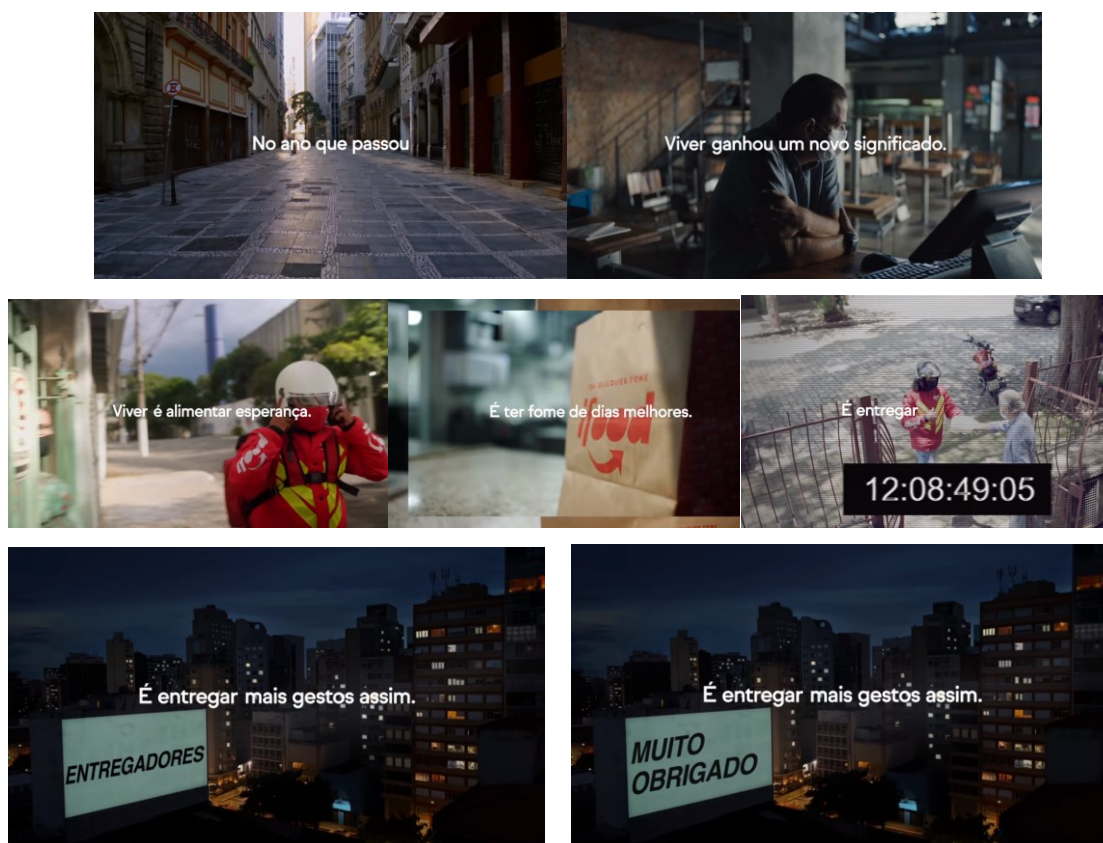 No ano que passou
Viver ganhou um novo significado.
Viver é alimentar esperança.
É ter fome de dias melhores.
ifood
É entregar
12:08:49:05
É entregar mais gestos assim.
ENTREGADORES
É entregar mais gestos assim.
MUITO
OBRIGADO